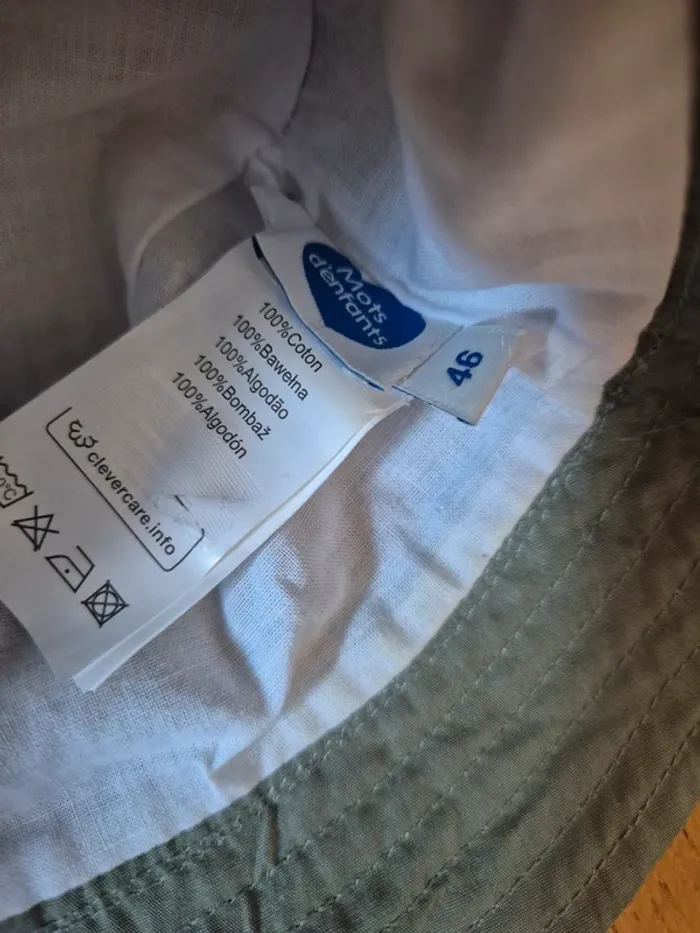 Mots
d'enfants
46
100%Coton
100%Bawełna
100%Algodão
100%Bombaž
100%Algodón
clevercare.info